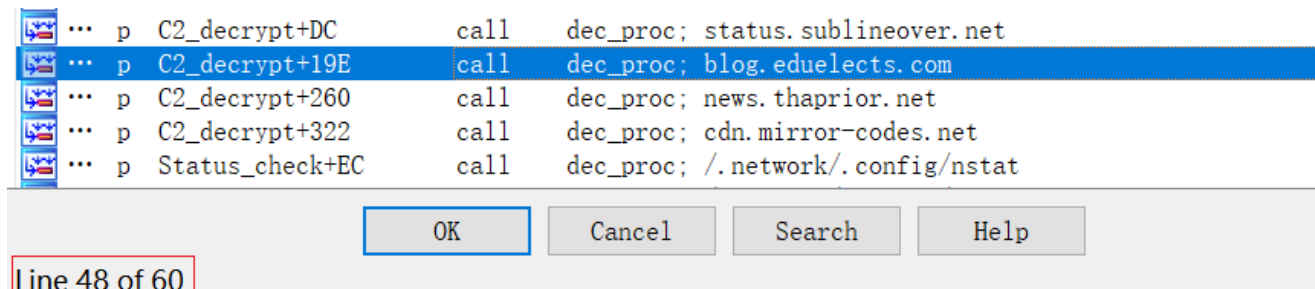 … p C2_decrypt+DC call dec_proc; status.sublineover.net
… p C2_decrypt+19E call dec_proc; blog.eduelects.com
… p C2_decrypt+260 call dec_proc; news.thaprior.net
… p C2_decrypt+322 call dec_proc; cdn.mirror-codes.net
… p Status_check+EC call dec_proc; /.network/.config/nstat
OK Cancel Search Help
Line 48 of 60